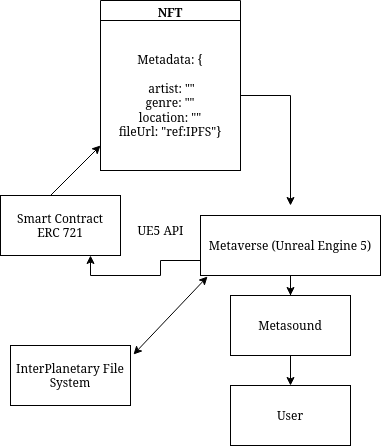 NFT
Metadata: {
artist: ""
genre: ""
location: ""
fileUrl: "ref:IPFS"}
Smart Contract
ERC 721
UE5 API
Metaverse (Unreal Engine 5)
Metasound
InterPlanetary File
System
User